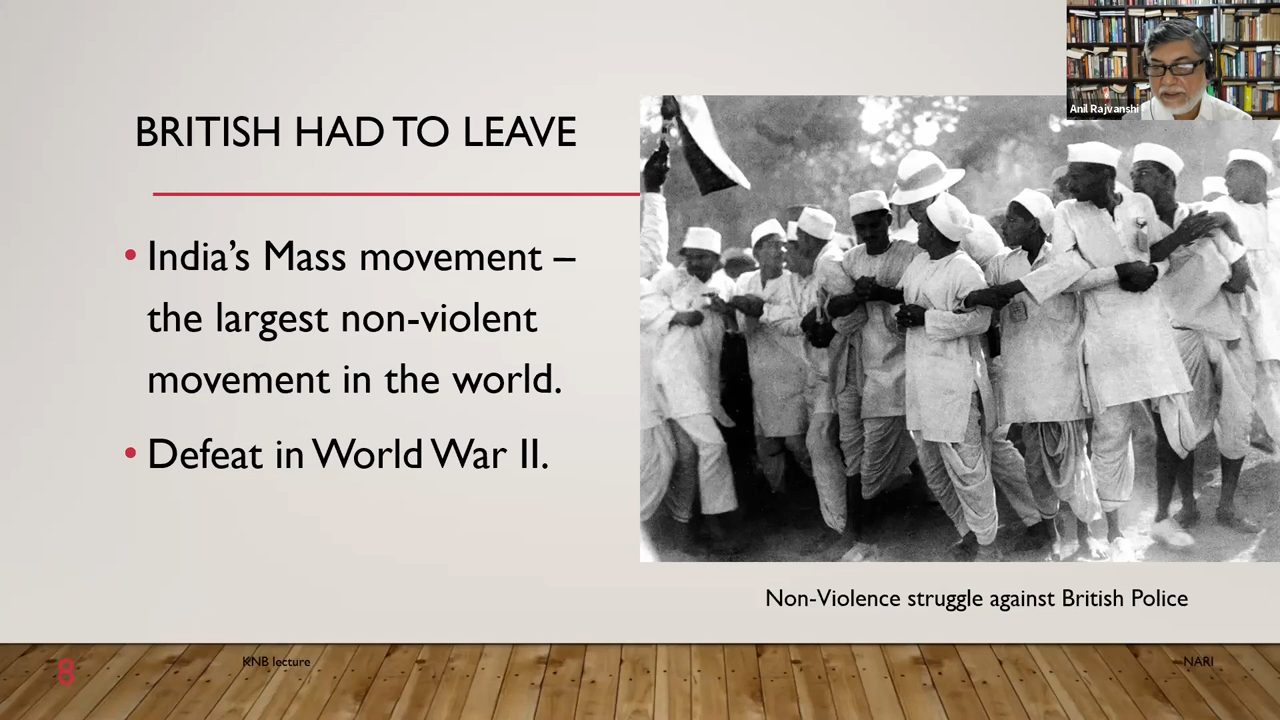 Anil Rajvanshi
BRITISH HAD TO LEAVE
• India’s Mass movement –
the largest non-violent
movement in the world.
• Defeat in World War II.
Non-Violence struggle against British Police
8
KNB lecture
NARI